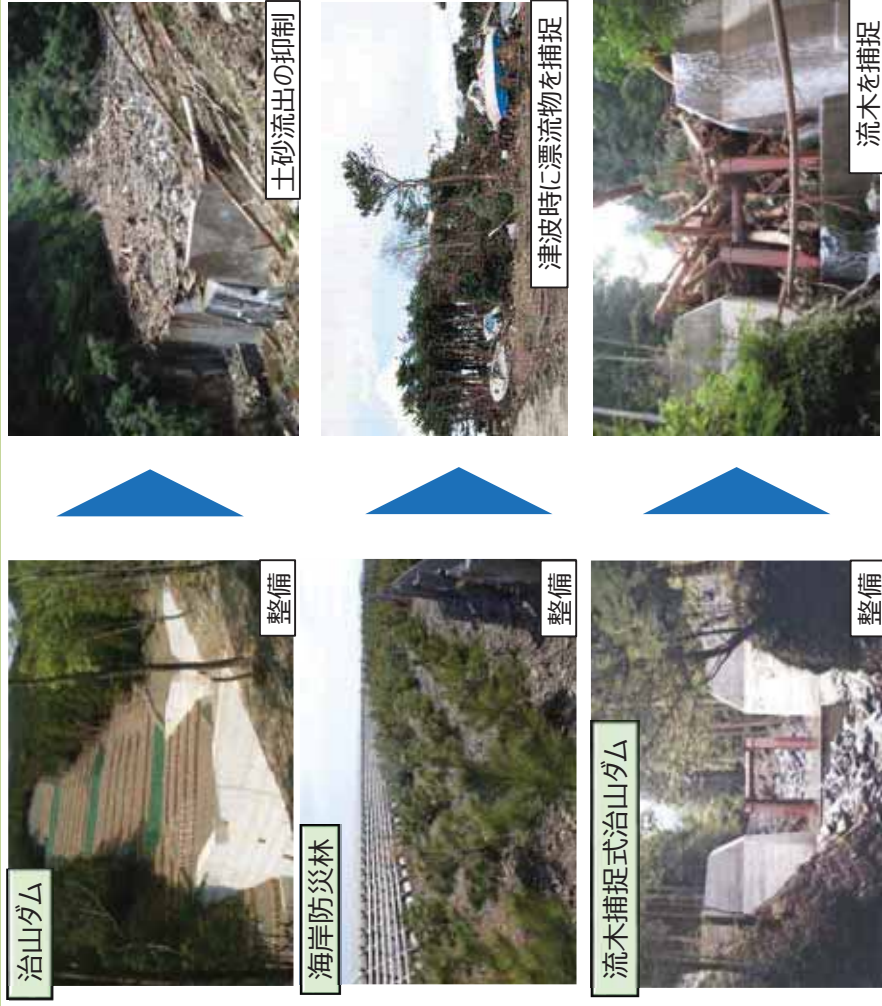 治山ダム
整備
土砂流出の抑制
海岸防災林
整備
津波時に漂流物を捕捉
流木捕捉式治山ダム
整備
流木を捕捉